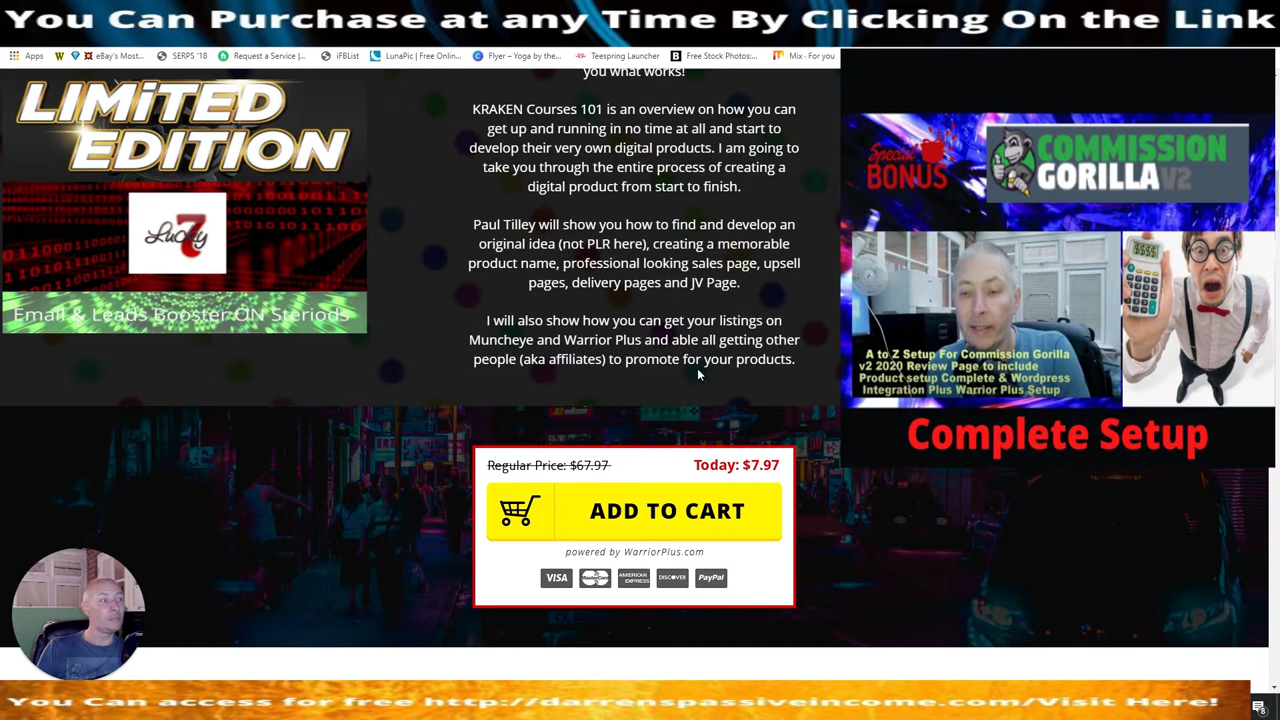 You Can Purchase at any Time By Clicking On the Link
Apps
eBay's Most...
SERPS '18
Request a Service |...
iFBList
LunaPic | Free Onlin...
Flyer – Yoga by the...
Teespring Launcher
Free Stock Photos:...
Mix - For you
LIMITED
EDITION
Lucky 7
Email & Leads Booster ON Steriods
you what works!
KRAKEN Courses 101 is an overview on how you can
get up and running in no time at all and start to
develop their very own digital products. I am going to
take you through the entire process of creating a
digital product from start to finish.
Paul Tilley will show you how to find and develop an
original idea (not PLR here), creating a memorable
product name, professional looking sales page, upsell
pages, delivery pages and JV Page.
I will also show how you can get your listings on
Muncheye and Warrior Plus and able all getting other
people (aka affiliates) to promote for your products.
Regular Price: $67.97
Today: $7.97
ADD TO CART
powered by WarriorPlus.com
VISA
MasterCard
AMERICAN EXPRESS
DISCOVER
PayPal
Special
BONUS
COMMISSION
GORILLA V2
$$$$
A to Z Setup For Commission Gorilla
v2 2020 Review Page to include
Product setup Complete & Wordpress
Integration Plus Warrior Plus Setup
Complete Setup
You Can access for free http://darrenspassiveincome.com/Visit Here!
8